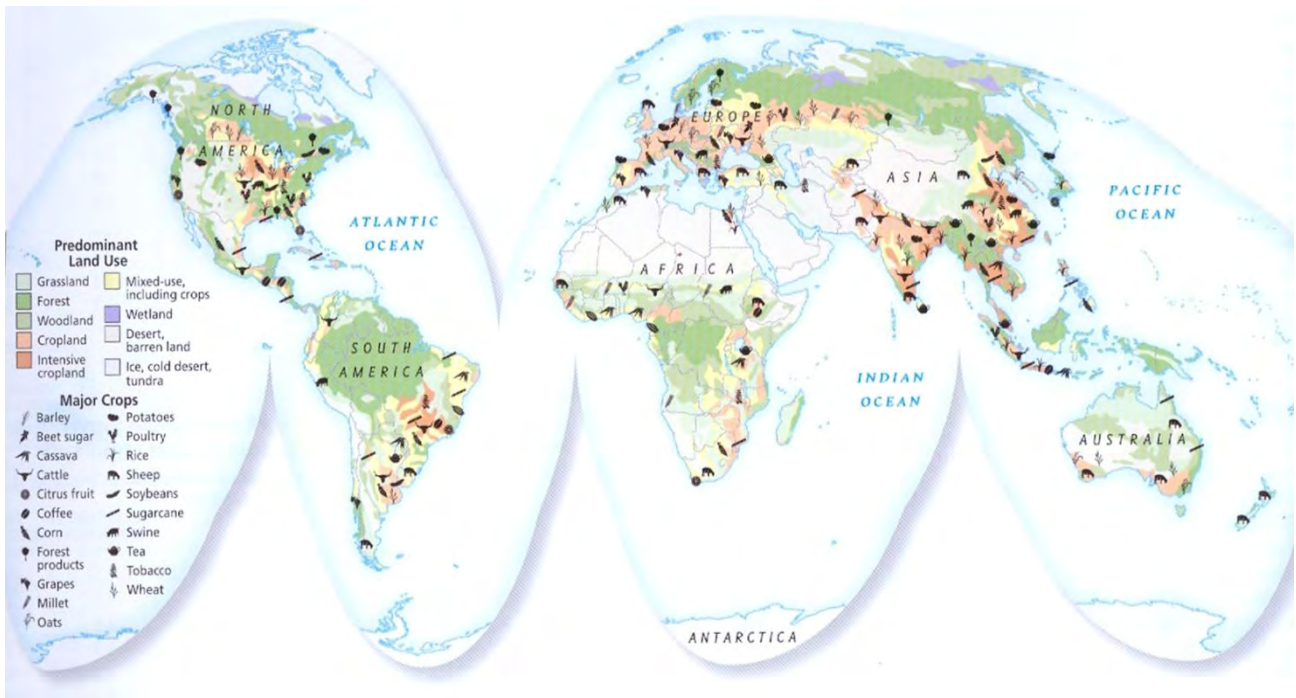 NORTH
AMERICA
ATLANTIC
OCEAN
EUROPE
ASIA
PACIFIC
OCEAN
AFRICA
SOUTH
AMERICA
INDIAN
OCEAN
AUSTRALIA
ANTARCTICA
Predominant
Land Use
Grassland
Forest
Woodland
Cropland
Intensive
cropland
Mixed-use,
including crops
Wetland
Desert,
barren land
Ice, cold desert,
tundra
Major Crops
Barley
Beet sugar
Cassava
Cattle
Citrus fruit
Coffee
Corn
Forest
products
Grapes
Millet
Oats
Potatoes
Poultry
Rice
Sheep
Soybeans
Sugarcane
Swine
Tea
Tobacco
Wheat